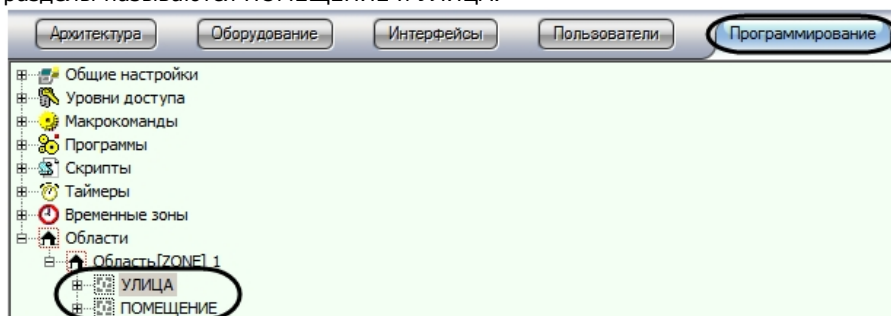 разделы называются ПОМЕЩЕНИЕ и УЛИЦА.
Архитектура Оборудование Интерфейсы Пользователи Программирование
Общие настройки
Уровни доступа
Макрокоманды
Программы
Скрипты
Таймеры
Временные зоны
Области
Область[ZONE] 1
УЛИЦА
ПОМЕЩЕНИЕ